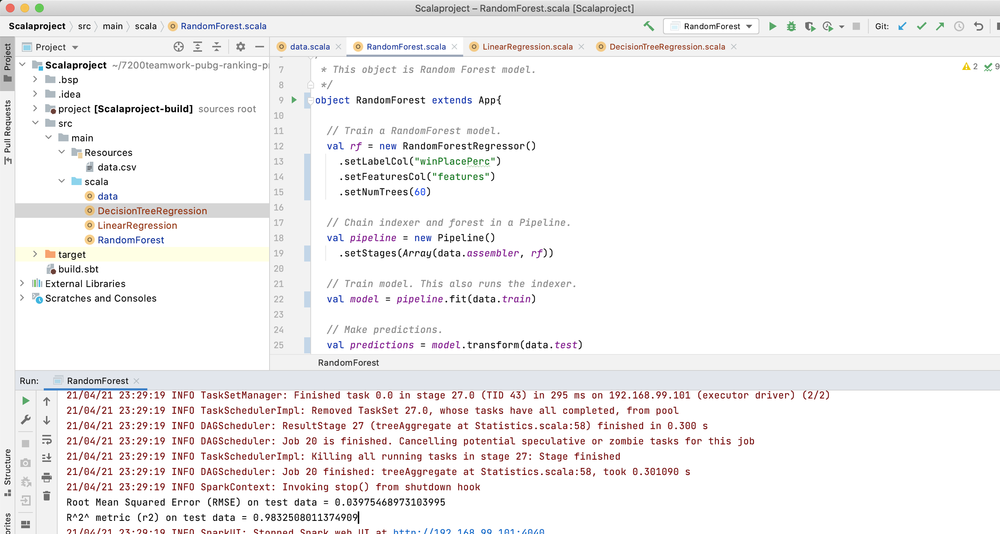 Scalaproject – RandomForest.scala [Scalaproject]
Scalaproject src main scala RandomForest.scala
RandomForest Git:
Project
Pull Requests
Structure
Project
data.scala RandomForest.scala LinearRegression.scala DecisionTreeRegression.scala
Scalaproject ~/7200teamwork-pubg-ranking-pr
.bsp
.idea
project [Scalaproject-build] sources root
src
main
Resources
data.csv
scala
data
DecisionTreeRegression
LinearRegression
RandomForest
target
build.sbt
External Libraries
Scratches and Consoles
2 9
7 * This object is Random Forest model.
8 */
9 object RandomForest extends App{
10
11 // Train a RandomForest model.
12 val rf = new RandomForestRegressor()
13 .setLabelCol("winPlacePerc")
14 .setFeaturesCol("features")
15 .setNumTrees(60)
16
17 // Chain indexer and forest in a Pipeline.
18 val pipeline = new Pipeline()
19 .setStages(Array(data.assembler, rf))
20
21 // Train model. This also runs the indexer.
22 val model = pipeline.fit(data.train)
23
24 // Make predictions.
25 val predictions = model.transform(data.test)
RandomForest
Run: RandomForest
21/04/21 23:29:19 INFO TaskSetManager: Finished task 0.0 in stage 27.0 (TID 43) in 295 ms on 192.168.99.101 (executor driver) (2/2)
21/04/21 23:29:19 INFO TaskSchedulerImpl: Removed TaskSet 27.0, whose tasks have all completed, from pool
21/04/21 23:29:19 INFO DAGScheduler: ResultStage 27 (treeAggregate at Statistics.scala:58) finished in 0.300 s
21/04/21 23:29:19 INFO DAGScheduler: Job 20 is finished. Cancelling potential speculative or zombie tasks for this job
21/04/21 23:29:19 INFO TaskSchedulerImpl: Killing all running tasks in stage 27: Stage finished
21/04/21 23:29:19 INFO DAGScheduler: Job 20 finished: treeAggregate at Statistics.scala:58, took 0.301090 s
21/04/21 23:29:19 INFO SparkContext: Invoking stop() from shutdown hook
Root Mean Squared Error (RMSE) on test data = 0.03975468973103995
R^2^ metric (r2) on test data = 0.9832508011374909
21/04/21 23:29:19 INFO SparkUI: Stopped Spark web UI at http://192.168.99.101:4040